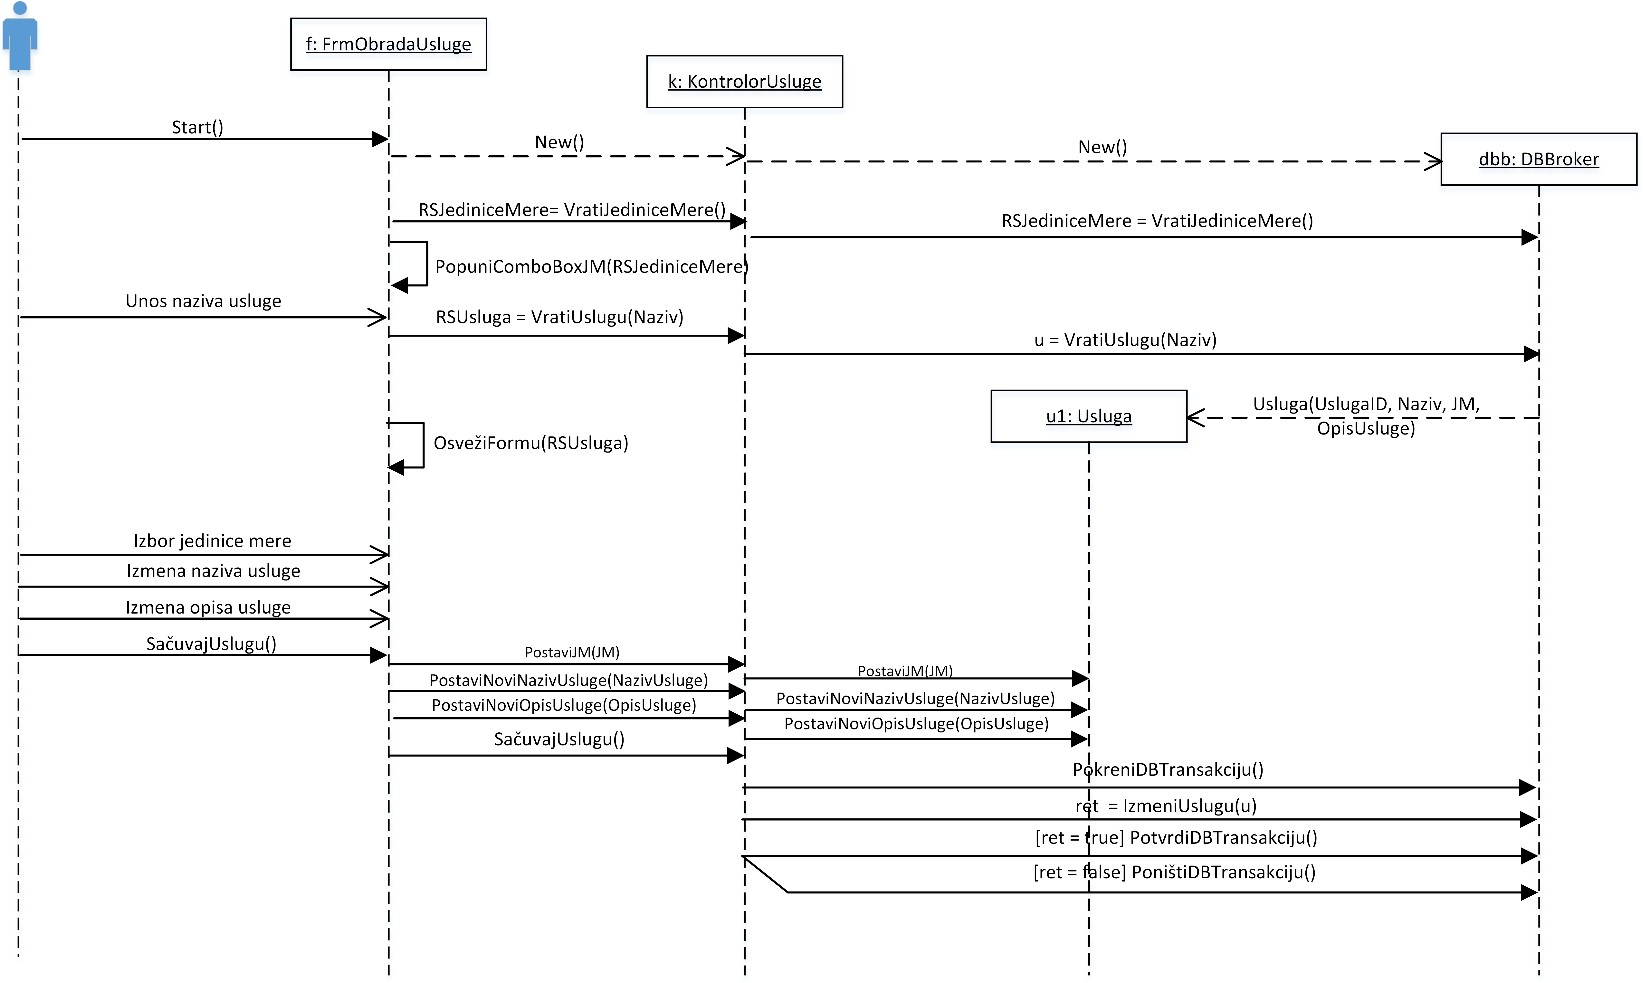 f: FrmObradaUsluge
k: KontrolorUsluge
Start()
New()
New()
dbb: DBBroker
RSJediniceMere= VratiJediniceMere()
RSJediniceMere = VratiJediniceMere()
PopuniComboBoxJM(RSJediniceMere)
Unos naziva usluge
RSUsluga = VratiUslugu(Naziv)
u = VratiUslugu(Naziv)
u1: Usluga
Usluga(UslugaID, Naziv, JM,
OpisUsluge)
OsvežiFormu(RSUsluga)
Izbor jedinice mere
Izmena naziva usluge
Izmena opisa usluge
SačuvajUslugu()
PostaviJM(JM)
PostaviJM(JM)
PostaviNoviNazivUsluge(NazivUsluge)
PostaviNoviNazivUsluge(NazivUsluge)
PostaviNoviOpisUsluge(OpisUsluge)
PostaviNoviOpisUsluge(OpisUsluge)
SačuvajUslugu()
PokreniDBTransakciju()
ret  = IzmeniUslugu(u)
[ret = true] PotvrdiDBTransakciju()
[ret = false] PoništiDBTransakciju()